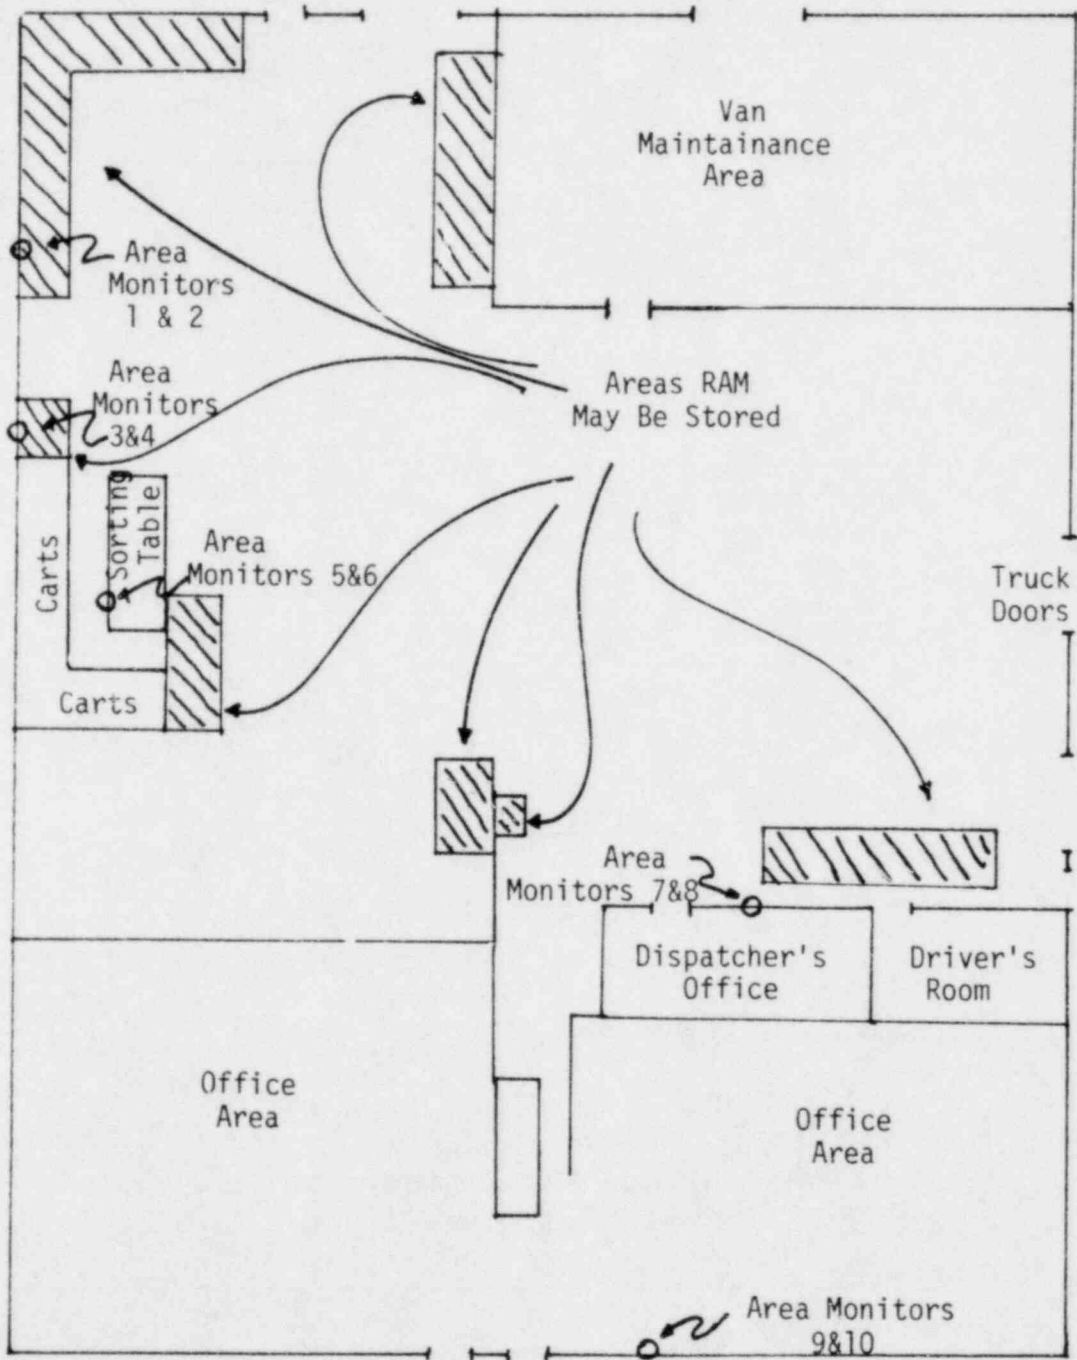 Van
Maintainance
Area
Area
Monitors
1 & 2
Area
Monitors
3&4
Areas RAM
May Be Stored
Sorting
Table
Carts
Area
Monitors 5&6
Carts
Truck
Doors
Area
Monitors 7&8
Dispatcher's
Office
Driver's
Room
Office
Area
Office
Area
Area Monitors
9&10